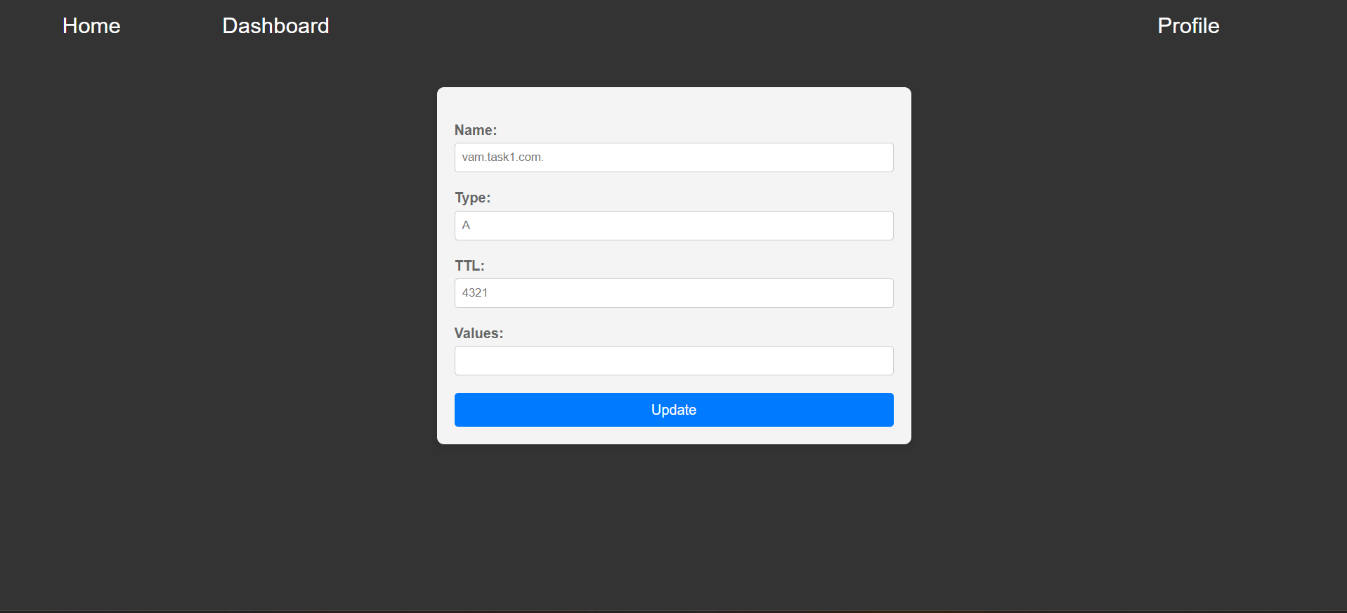 Home Dashboard Profile
Name:
vam.task1.com.
Type:
A
TTL:
4321
Values:
Update